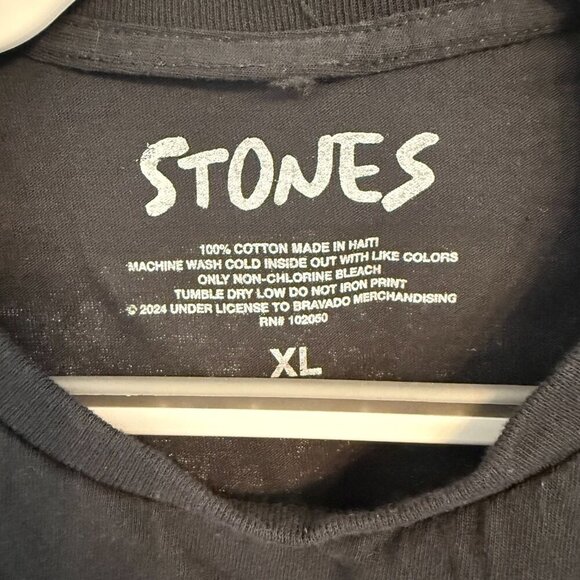 STONES
100% COTTON MADE IN HAITI
MACHINE WASH COLD INSIDE OUT WITH LIKE COLORS
ONLY NON-CHLORINE BLEACH
TUMBLE DRY LOW DO NOT IRON PRINT
© 2024 UNDER LICENSE TO BRAVADO MERCHANDISING
RN# 102050
XL